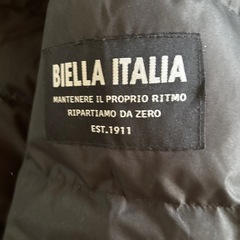 BIELLA ITALIA
MANTENERE IL PROPRIO RITMO
RIPARTIAMO DA ZERO
EST.1911